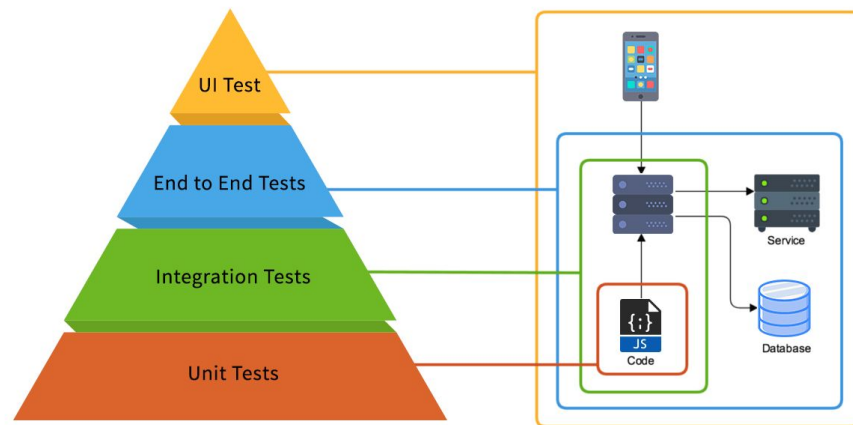 UI Test
End to End Tests
Integration Tests
Unit Tests
Service
Database
{;}
JS
Code